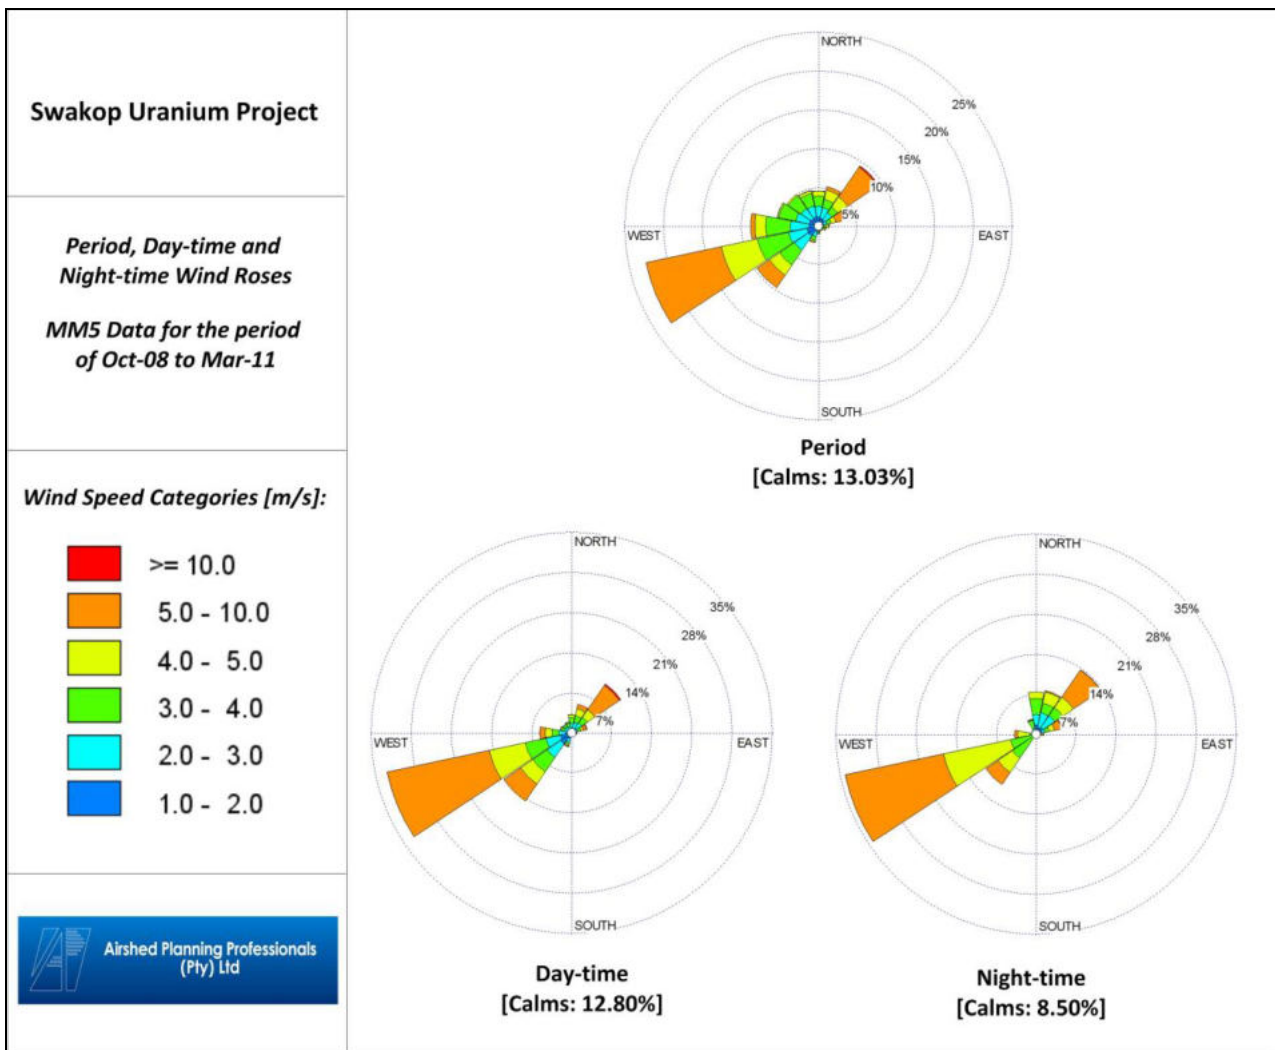 Swakop Uranium Project
Period, Day-time and
Night-time Wind Roses
MM5 Data for the period
of Oct-08 to Mar-11
Wind Speed Categories [m/s]:
>= 10.0
5.0 - 10.0
4.0 - 5.0
3.0 - 4.0
2.0 - 3.0
1.0 - 2.0
Airshed Planning Professionals
(Pty) Ltd
NORTH
25%
20%
15%
10%
5%
WEST
EAST
SOUTH
Period
[Calms: 13.03%]
NORTH
35%
28%
21%
14%
7%
WEST
EAST
SOUTH
Day-time
[Calms: 12.80%]
NORTH
35%
28%
21%
14%
7%
WEST
EAST
SOUTH
Night-time
[Calms: 8.50%]